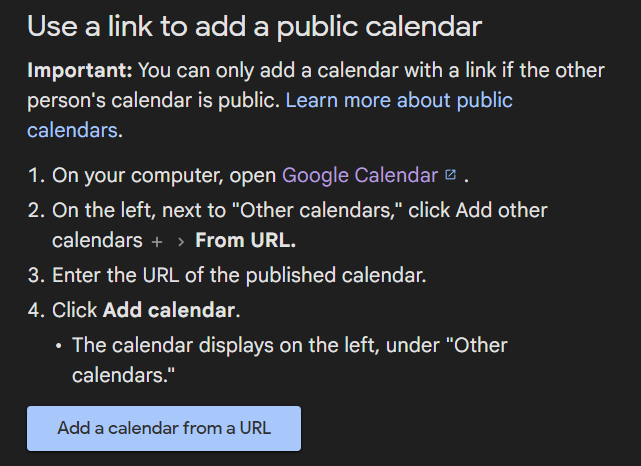 Use a link to add a public calendar
Important: You can only add a calendar with a link if the other
person's calendar is public. Learn more about public
calendars.
1. On your computer, open Google Calendar .
2. On the left, next to "Other calendars," click Add other
calendars + > From URL.
3. Enter the URL of the published calendar.
4. Click Add calendar.
• The calendar displays on the left, under "Other
calendars."
Add a calendar from a URL